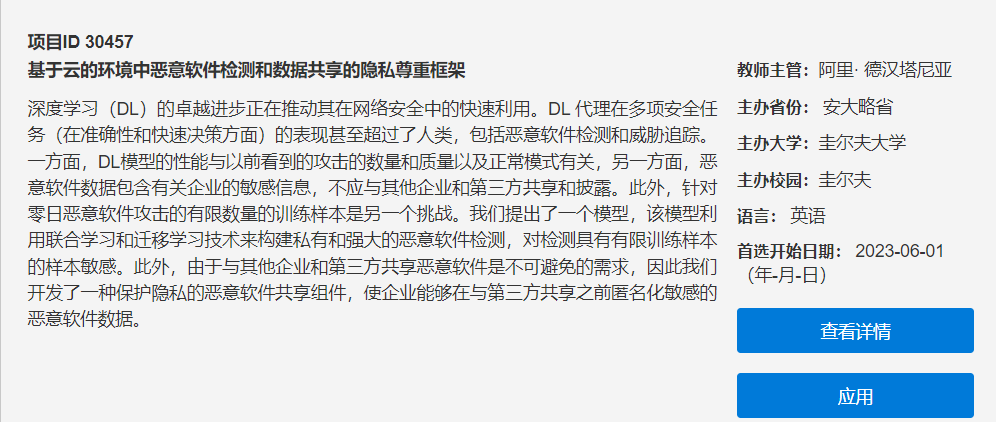 项目ID 30457
基于云的环境中恶意软件检测和数据共享的隐私尊重框架
深度学习（DL）的卓越进步正在推动其在网络安全中的快速利用。DL 代理在多项安全任
务（在准确性和快速决策方面）的表现甚至超过了人类，包括恶意软件检测和威胁追踪。
一方面，DL模型的性能与以前看到的攻击的数量和质量以及正常模式有关，另一方面，恶
意软件数据包含有关企业的敏感信息，不应与其他企业和第三方共享和披露。此外，针对
零日恶意软件攻击的有限数量的训练样本是另一个挑战。我们提出了一个模型，该模型利
用联合学习和迁移学习技术来构建私有和强大的恶意软件检测，对检测具有有限训练样本
的样本敏感。此外，由于与其他企业和第三方共享恶意软件是不可避免的需求，因此我们
开发了一种保护隐私的恶意软件共享组件，使企业能够在与第三方共享之前匿名化敏感的
恶意软件数据。
教师主管：阿里· 德汉塔尼亚
主办省份： 安大略省
主办大学：圭尔夫大学
主办校园：圭尔夫
语言： 英语
首选开始日期： 2023-06-01
（年-月-日）
查看详情
应用